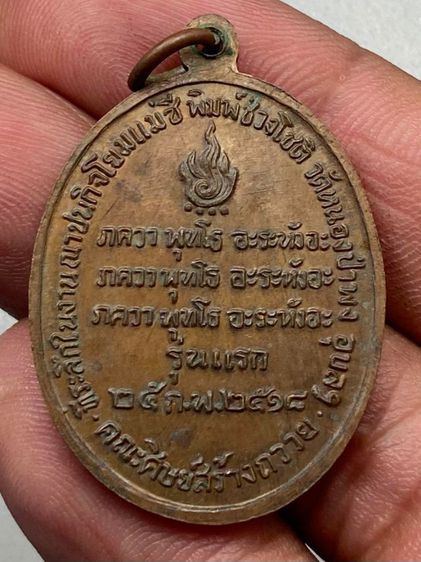 ที่ระลึกในงานฌาปนกิจโยมแม่ชี พิมพ์ช่วงโชติ วัดหนองป่าพง อุบลฯ
ภควา พุทโธ อะระหังอะ
ภควา พุทโธ อะระหังอะ
ภควา พุทโธ อะระหังอะ
รุ่นแรก
๒๕ ก.พ. ๒๕๑๘
คณะศิษย์สร้างถวาย